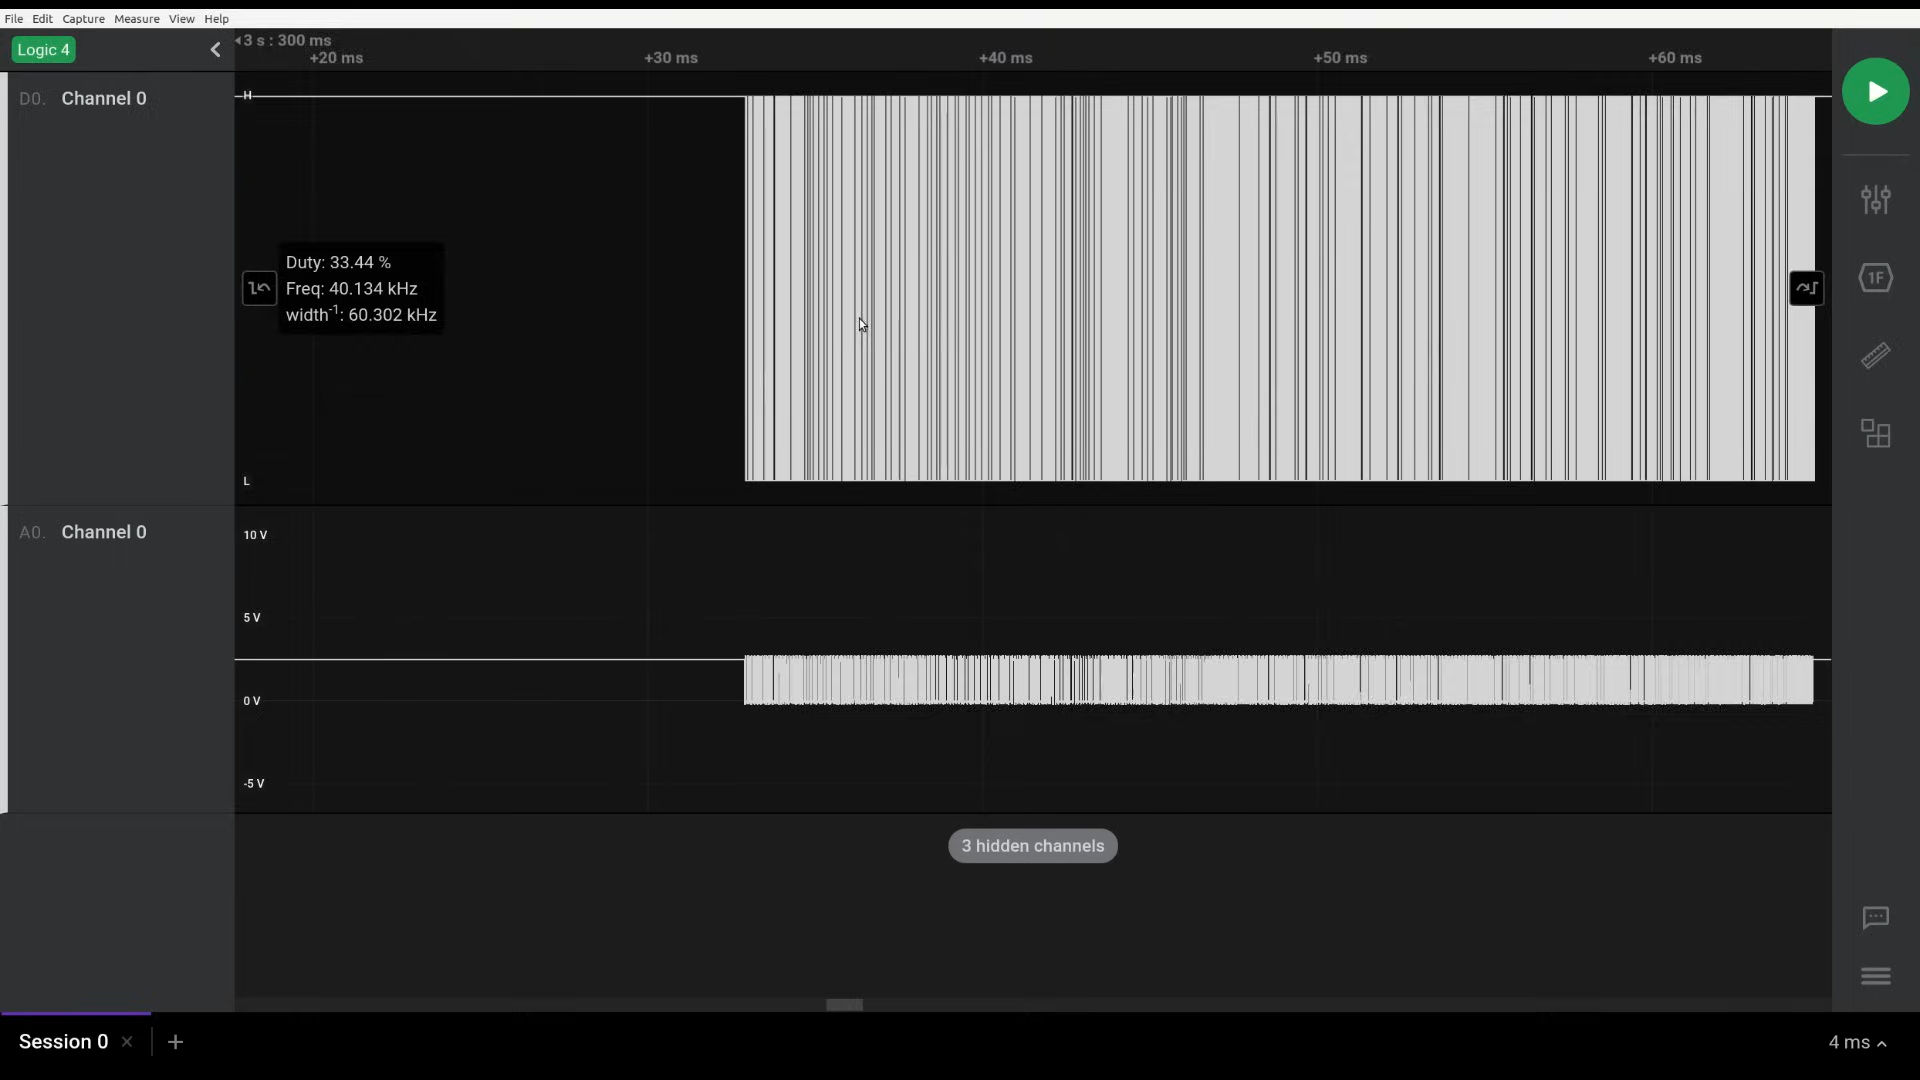 File Edit Capture Measure View Help
Logic 4
3 s : 300 ms
+20 ms +30 ms +40 ms +50 ms +60 ms
D0. Channel 0
H
Duty: 33.44 %
Freq: 40.134 kHz
width-1: 60.302 kHz
1F
L
A0. Channel 0
10 V
5 V
0 V
-5 V
3 hidden channels
Session 0
4 ms